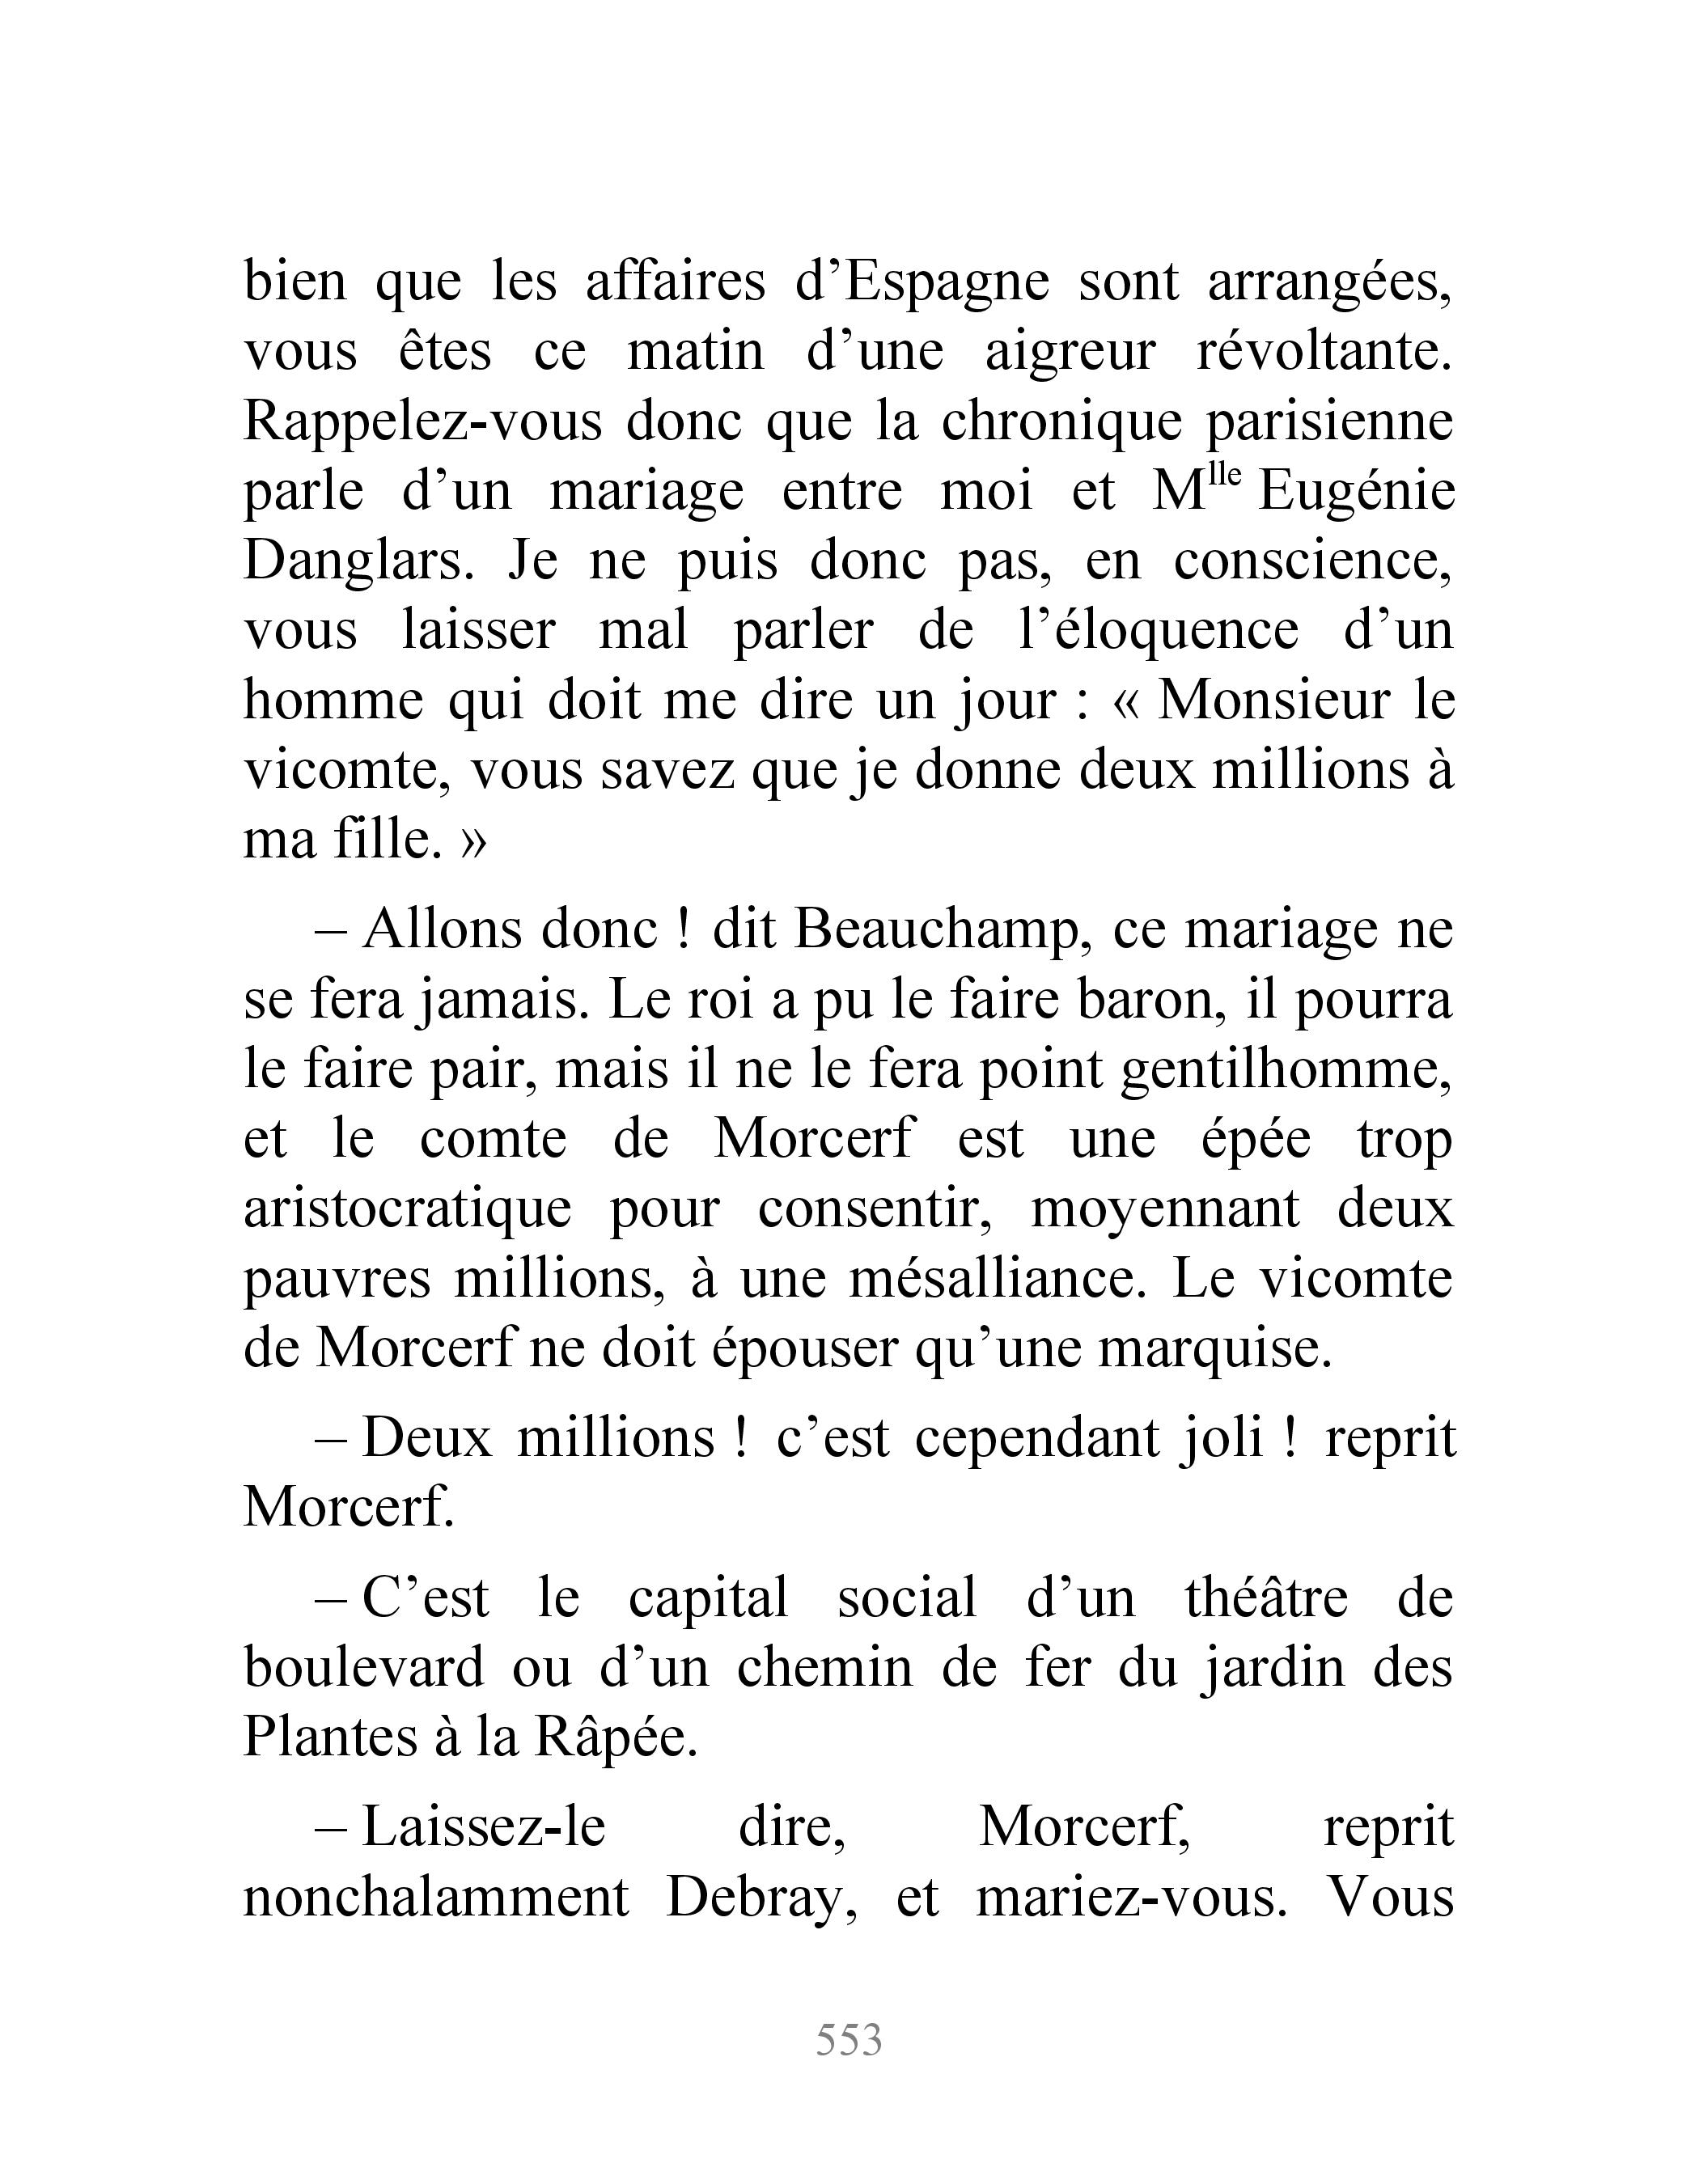 bien que les affaires d’Espagne sont arrangées,
vous êtes ce matin d’une aigreur révoltante.
Rappelez-vous donc que la chronique parisienne
parle d’un mariage entre moi et Mlle Eugénie
Danglars. Je ne puis donc pas, en conscience,
vous laisser mal parler de l’éloquence d’un
homme qui doit me dire un jour : « Monsieur le
vicomte, vous savez que je donne deux millions à
ma fille. »
– Allons donc ! dit Beauchamp, ce mariage ne
se fera jamais. Le roi a pu le faire baron, il pourra
le faire pair, mais il ne le fera point gentilhomme,
et le comte de Morcerf est une épée trop
aristocratique pour consentir, moyennant deux
pauvres millions, à une mésalliance. Le vicomte
de Morcerf ne doit épouser qu’une marquise.
– Deux millions ! c’est cependant joli ! reprit
Morcerf.
– C’est le capital social d’un théâtre de
boulevard ou d’un chemin de fer du jardin des
Plantes à la Râpée.
– Laissez-le dire, Morcerf, reprit
nonchalamment Debray, et mariez-vous. Vous
553